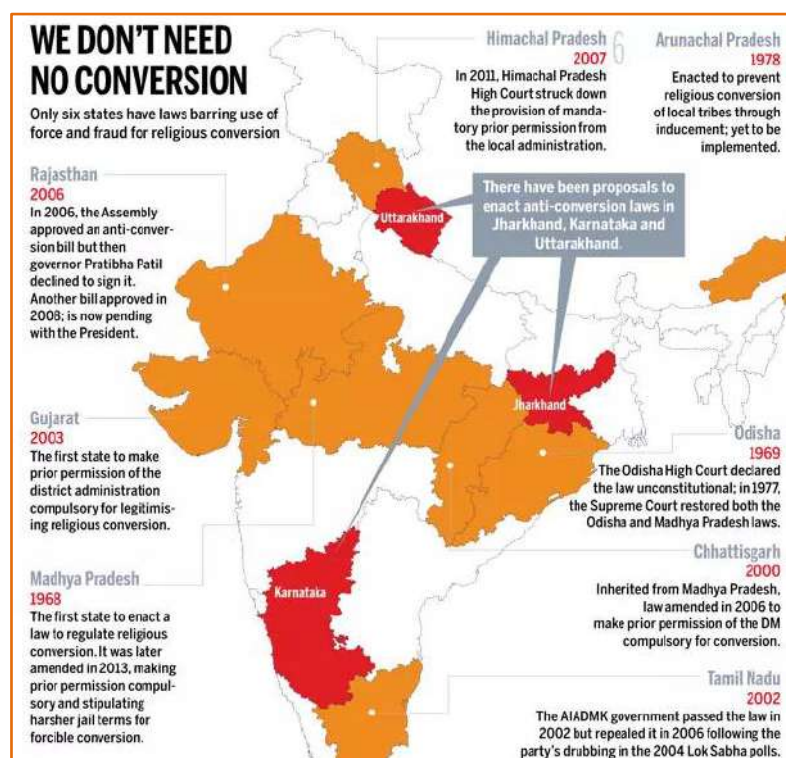 WE DON'T NEED
NO CONVERSION
Only six states have laws barring use of
force and fraud for religious conversion
Himachal Pradesh
2007
In 2011, Himachal Pradesh
High Court struck down
the provision of manda-
tory prior permission from
the local administration.
6
Arunachal Pradesh
1978
Enacted to prevent
religious conversion
of local tribes through
inducement; yet to be
implemented.
Rajasthan
2006
In 2006, the Assembly
approved an anti-conver-
sion bill but then
governor Pratibha Patil
declined to sign it.
Another bill approved in
2008; is now pending
with the President.
There have been proposals to
enact anti-conversion laws in
Jharkhand, Karnataka and
Uttarakhand.
Uttarakhand
Jharkhand
Karnataka
Gujarat
2003
The first state to make
prior permission of the
district administration
compulsory for legitimis-
ing religious conversion.
Odisha
1969
The Odisha High Court declared
the law unconstitutional; in 1977,
the Supreme Court restored both the
Odisha and Madhya Pradesh laws.
Madhya Pradesh
1968
The first state to enact a
law to regulate religious
conversion. It was later
amended in 2013, making
prior permission compul-
sory and stipulating
harsher jail terms for
forcible conversion.
Chhattisgarh
2000
Inherited from Madhya Pradesh,
law amended in 2006 to
make prior permission of the DM
compulsory for conversion.
Tamil Nadu
2002
The AIADMK government passed the law in
2002 but repealed it in 2006 following the
party's drubbing in the 2004 Lok Sabha polls.